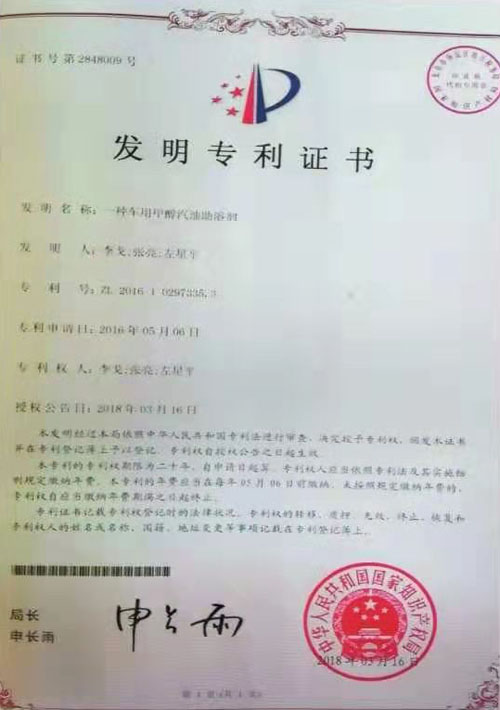 证书号第2848009号
发明专利证书
发明名称：一种车用甲醇汽油助溶剂
发明人：李戈;张亮;左星平
专利号：ZL 2016 1 0297335.3
专利申请日：2016年05月06日
专利权人：李戈;张亮;左星平
授权公告日：2018年03月16日
本发明经过本局依照中华人民共和国专利法进行审查，决定授予专利权，颁发本证书
并在专利登记簿上予以登记。专利权自授权公告之日起生效。
本专利的专利权期限为二十年，自申请日起算。专利权人应当依照专利法及其实施细
则规定缴纳年费。本专利的年费应当在每年05月06日前缴纳。未按照规定缴纳年费的，
专利权自应当缴纳年费期满之日起终止。
专利证书记载专利权登记时的法律状况。专利权的转移、质押、无效、终止、恢复和
专利权人的姓名或名称、国籍、地址变更等事项记载在专利登记簿上。
局长
申长雨
申长雨
中华人民共和国国家知识产权局
2018年03月16日
第1页(共1页)